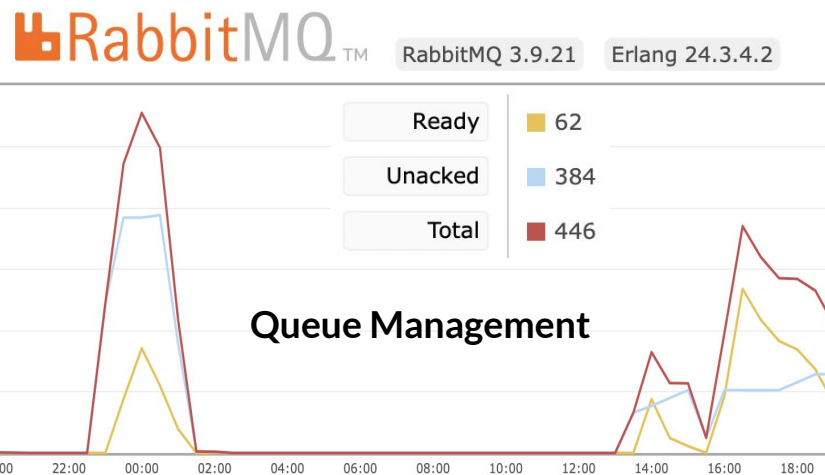 RabbitMQ TM RabbitMQ 3.9.21 Erlang 24.3.4.2
Ready 62
Unacked 384
Total 446
Queue Management
00 22:00 00:00 02:00 04:00 06:00 08:00 10:00 12:00 14:00 16:00 18:00